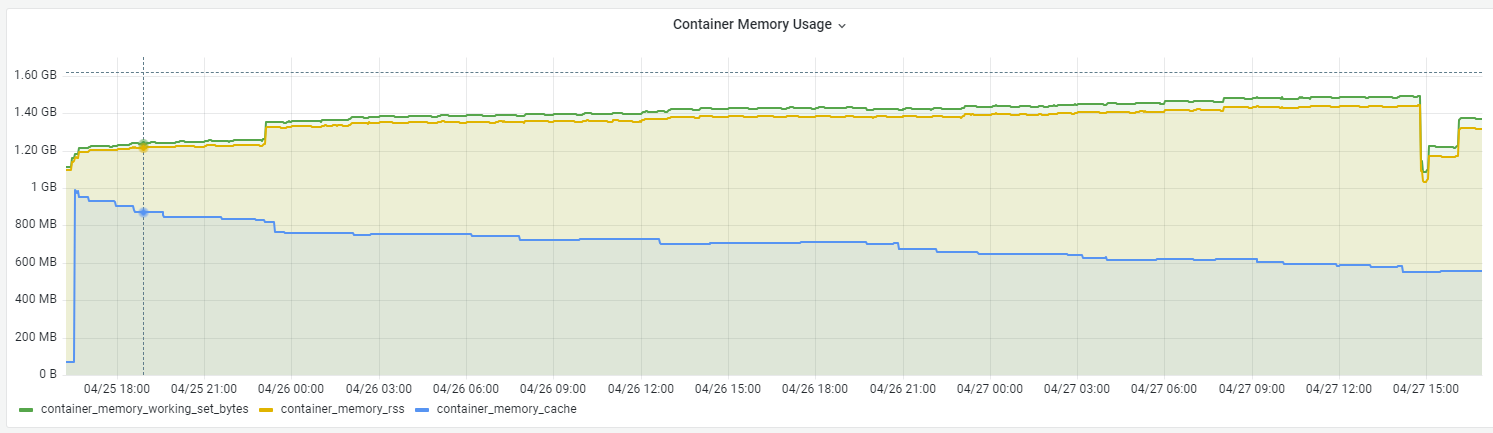 Container Memory Usage
1.60 GB
1.40 GB
1.20 GB
1 GB
800 MB
600 MB
400 MB
200 MB
0 B
04/25 18:00 04/25 21:00 04/26 00:00 04/26 03:00 04/26 06:00 04/26 09:00 04/26 12:00 04/26 15:00 04/26 18:00 04/26 21:00 04/27 00:00 04/27 03:00 04/27 06:00 04/27 09:00 04/27 12:00 04/27 15:00
container_memory_working_set_bytes container_memory_rss container_memory_cache